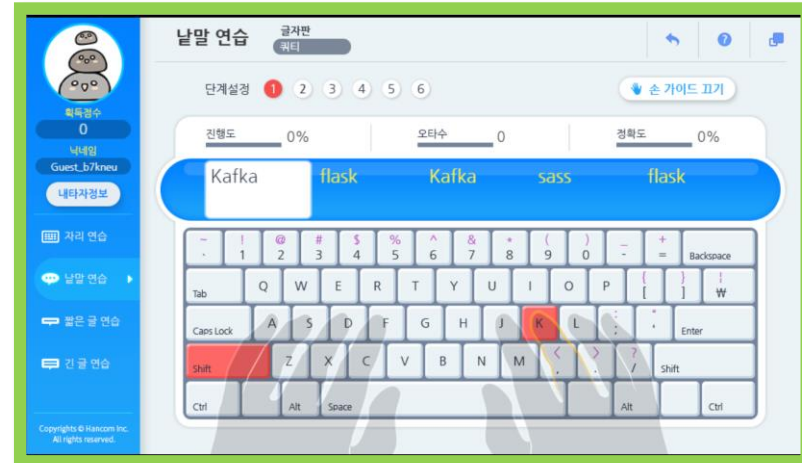 획득점수
0
닉네임
Guest_b7kneu
내타자정보
자리 연습
낱말 연습
짧은 글 연습
긴 글 연습
Copyrights © Hancom Inc.
All rights reserved.
낱말 연습
글자판
쿼티
단계설정 1 2 3 4 5 6
손 가이드 끄기
진행도 0% 오타수 0 정확도 0%
Kafka flask Kafka sass flask
~ ! @ # $ % ^ & * ( ) _ +
· 1 2 3 4 5 6 7 8 9 0 - = Backspace
{ } ¦
Tab Q W E R T Y U I O P [ ] ₩
: "
Caps Lock A S D F G H J K L ; ' Enter
< > ?
Shift Z X C V B N M , . / Shift
Ctrl Alt Space Alt Ctrl